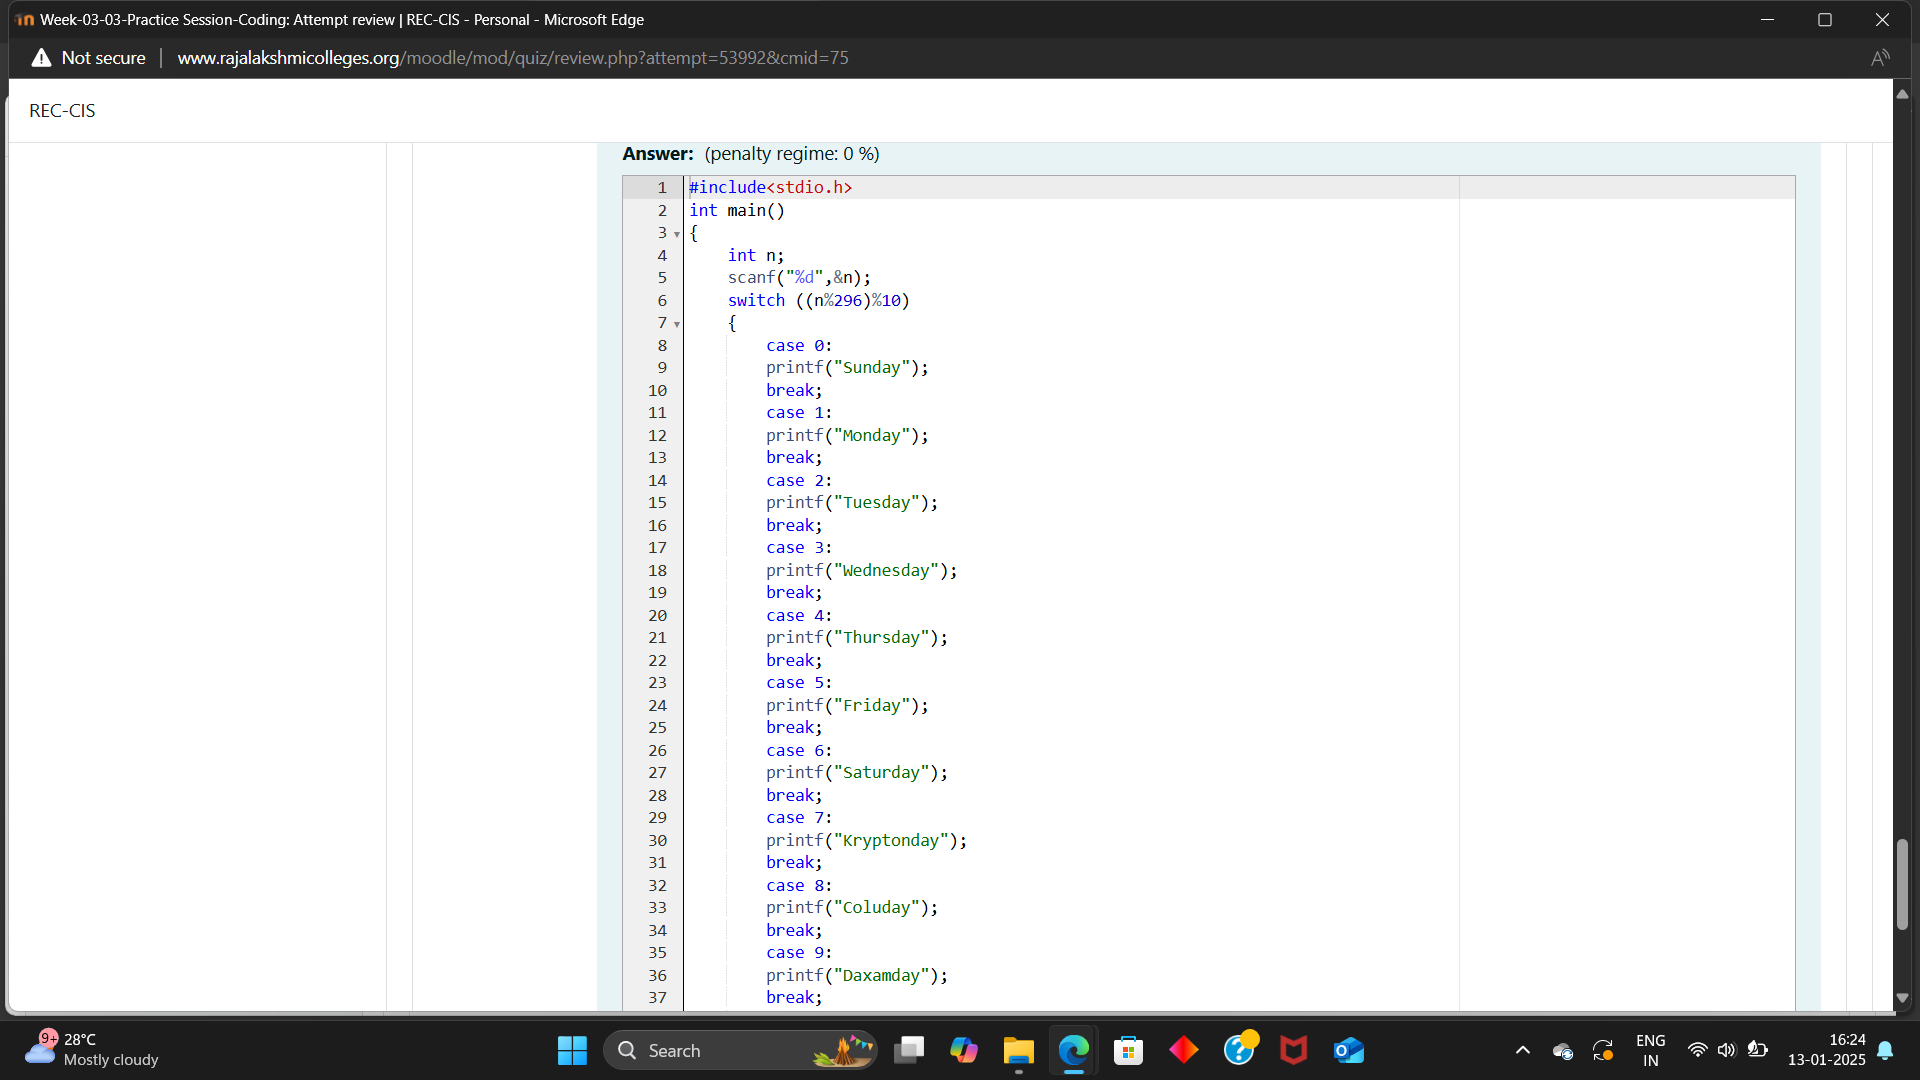 Week-03-03-Practice Session-Coding: Attempt review | REC-CIS - Personal - Microsoft Edge
Not secure | www.rajalakshmicolleges.org/moodle/mod/quiz/review.php?attempt=53992&cmid=75
REC-CIS
Answer: (penalty regime: 0 %)
1 #include<stdio.h>
2 int main()
3 {
4 int n;
5 scanf("%d",&n);
6 switch ((n%296)%10)
7 {
8 case 0:
9 printf("Sunday");
10 break;
11 case 1:
12 printf("Monday");
13 break;
14 case 2:
15 printf("Tuesday");
16 break;
17 case 3:
18 printf("Wednesday");
19 break;
20 case 4:
21 printf("Thursday");
22 break;
23 case 5:
24 printf("Friday");
25 break;
26 case 6:
27 printf("Saturday");
28 break;
29 case 7:
30 printf("Kryptonday");
31 break;
32 case 8:
33 printf("Coluday");
34 break;
35 case 9:
36 printf("Daxamday");
37 break;
9+ 28°C
Mostly cloudy
Search
ENG
IN
16:24
13-01-2025